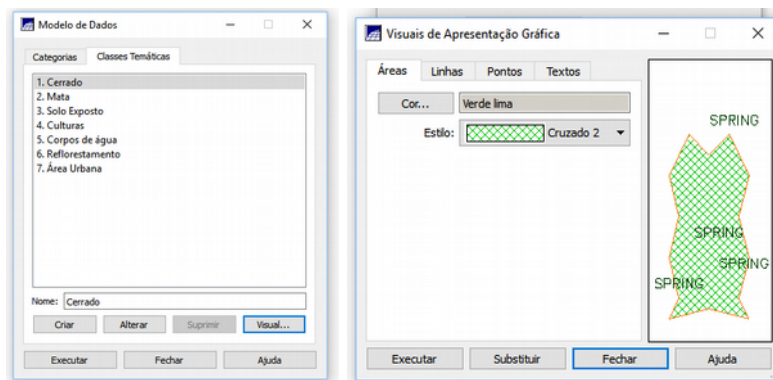 Modelo de Dados
Categorias Classes Temáticas
1. Cerrado
2. Mata
3. Solo Exposto
4. Culturas
5. Corpos de água
6. Reflorestamento
7. Área Urbana
Nome: Cerrado
Criar Alterar Suprimir Visual...
Executar Fechar Ajuda
Visuais de Apresentação Gráfica
Áreas Linhas Pontos Textos
Cor... Verde lima
Estilo: Cruzado 2
SPRING
SPRING
SPRING
SPRING
Executar Substituir Fechar Ajuda